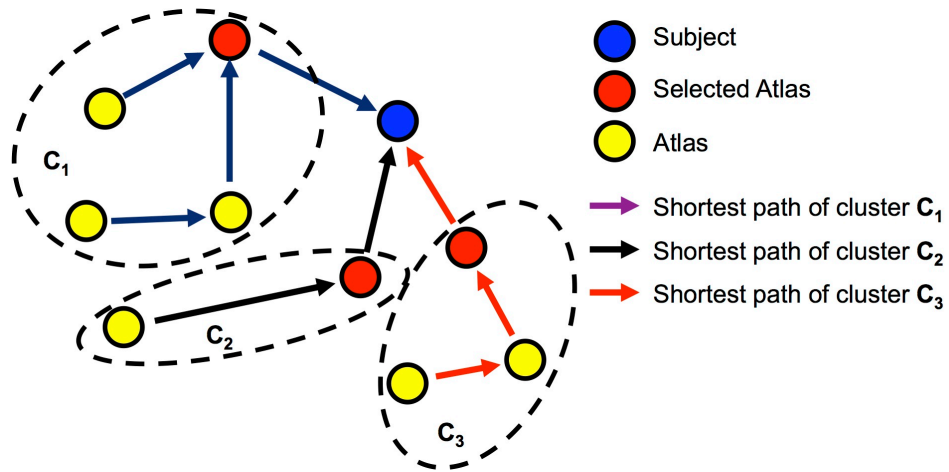 Subject
Selected Atlas
Atlas
C1
Shortest path of cluster C1
Shortest path of cluster C2
Shortest path of cluster C3
C2
C3